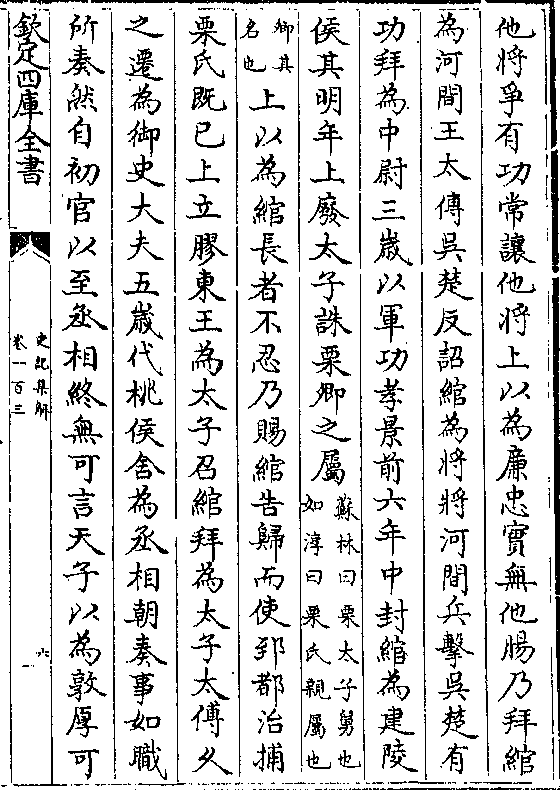 他將爭有功常讓他將上以為廉忠實無他腸乃拜綰
為河間王太傅吳楚反詔綰為將將河間兵擊吳楚有
功拜為中尉三歲以軍功孝景前六年中封綰為建陵
侯其明年上廢太子誅栗卿之屬蘇林曰栗太子舅也如淳曰栗氏親屬也
卿其名也上以為綰長者不忍乃賜綰告歸而使郅都治捕
栗氏既已上立膠東王為太子召綰拜為太子太傅乆
之遷為御史大夫五歲代桃侯舍為丞相朝奏事如職
所奏然自初官以至丞相終無可言天子以為敦厚可
欽定四庫全書
史記集解
卷一百三
六